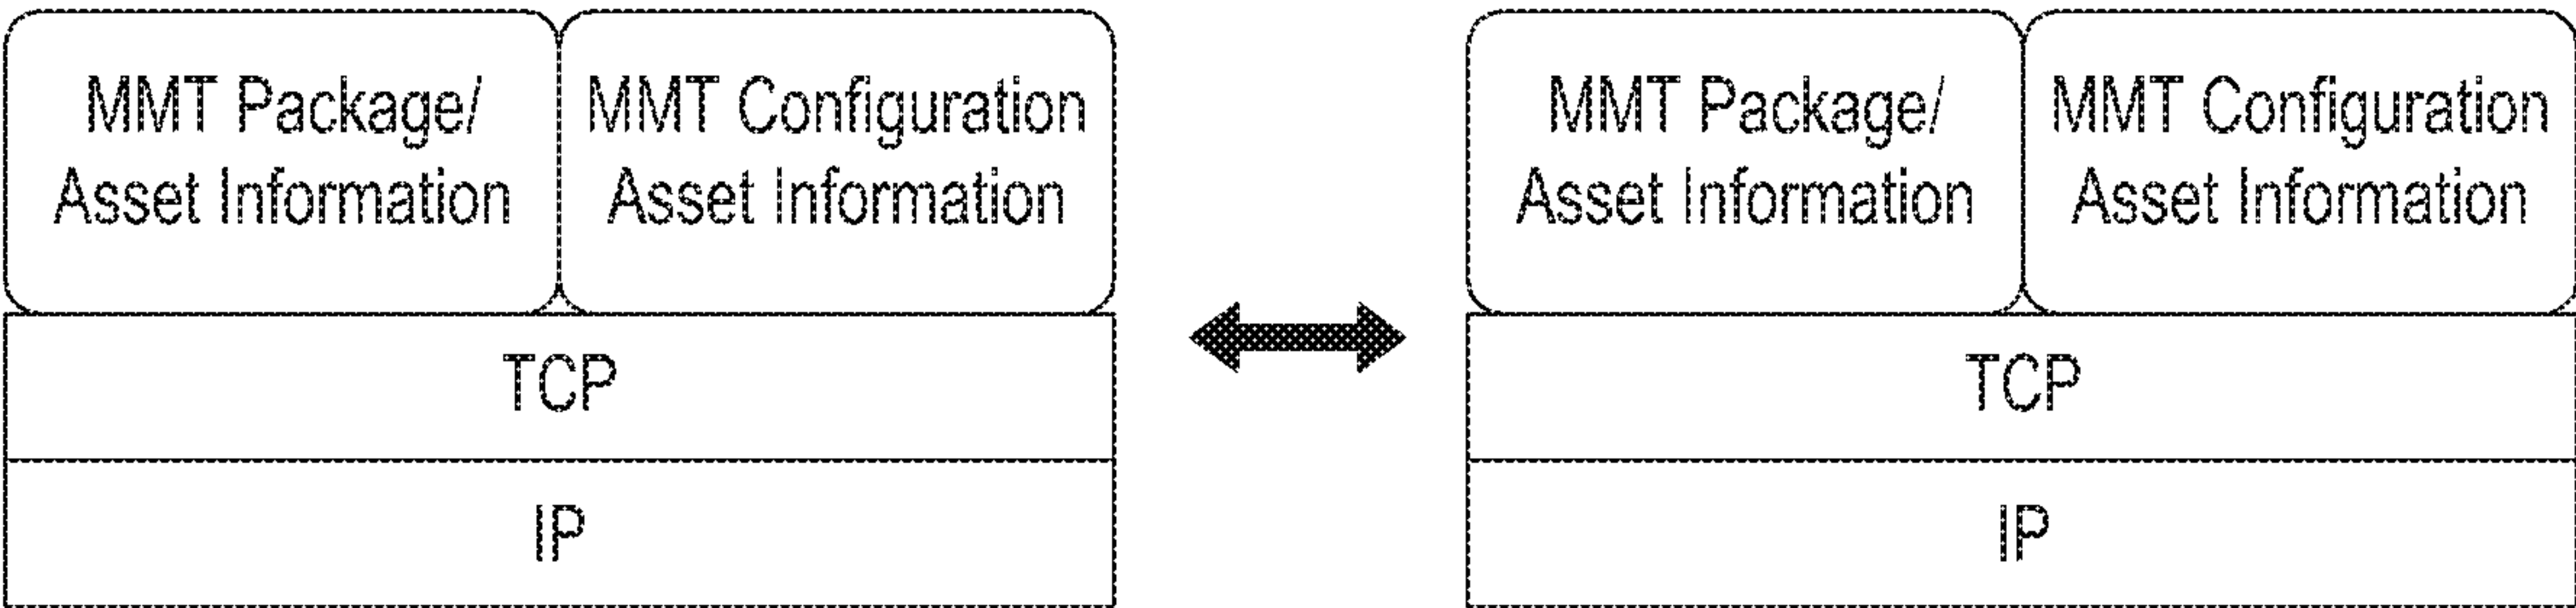 MMT Package/
Asset Information
MMT Configuration
Asset Information
TCP
IP
MMT Package/
Asset Information
MMT Configuration
Asset Information
TCP
IP